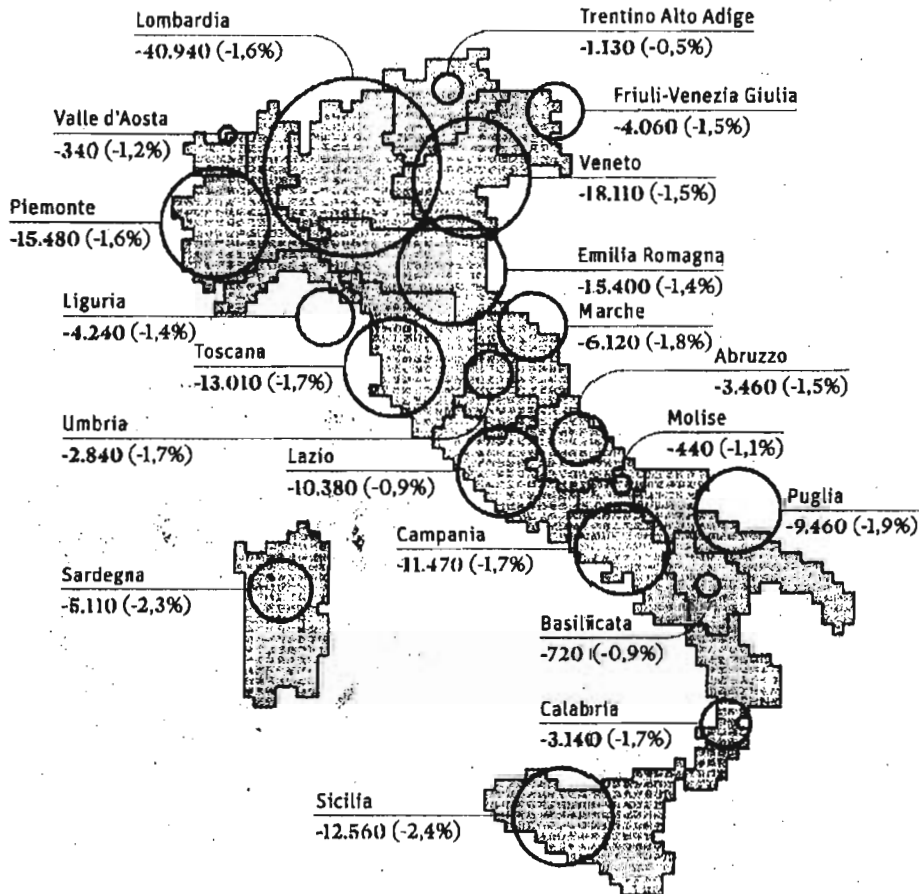 Lombardia
-40.940 (-1,6%)
Trentino Alto Adige
-1.130 (-0,5%)
Friuli-Venezia Giulia
-4.060 (-1,5%)
Valle d'Aosta
-340 (-1,2%)
Veneto
-18.110 (-1,5%)
Piemonte
-15.480 (-1,6%)
Emilia Romagna
-15.400 (-1,4%)
Liguria
-4.240 (-1,4%)
Marche
-6.120 (-1,8%)
Toscana
-13.010 (-1,7%)
Abruzzo
-3.460 (-1,5%)
Umbria
-2.840 (-1,7%)
Molise
-440 (-1,1%)
Lazio
-10.380 (-0,9%)
Puglia
-9.460 (-1,9%)
Campania
-11.470 (-1,7%)
Sardegna
-5.110 (-2,3%)
Basilicata
-720 (-0,9%)
Calabria
-3.140 (-1,7%)
Sicilia
-12.560 (-2,4%)